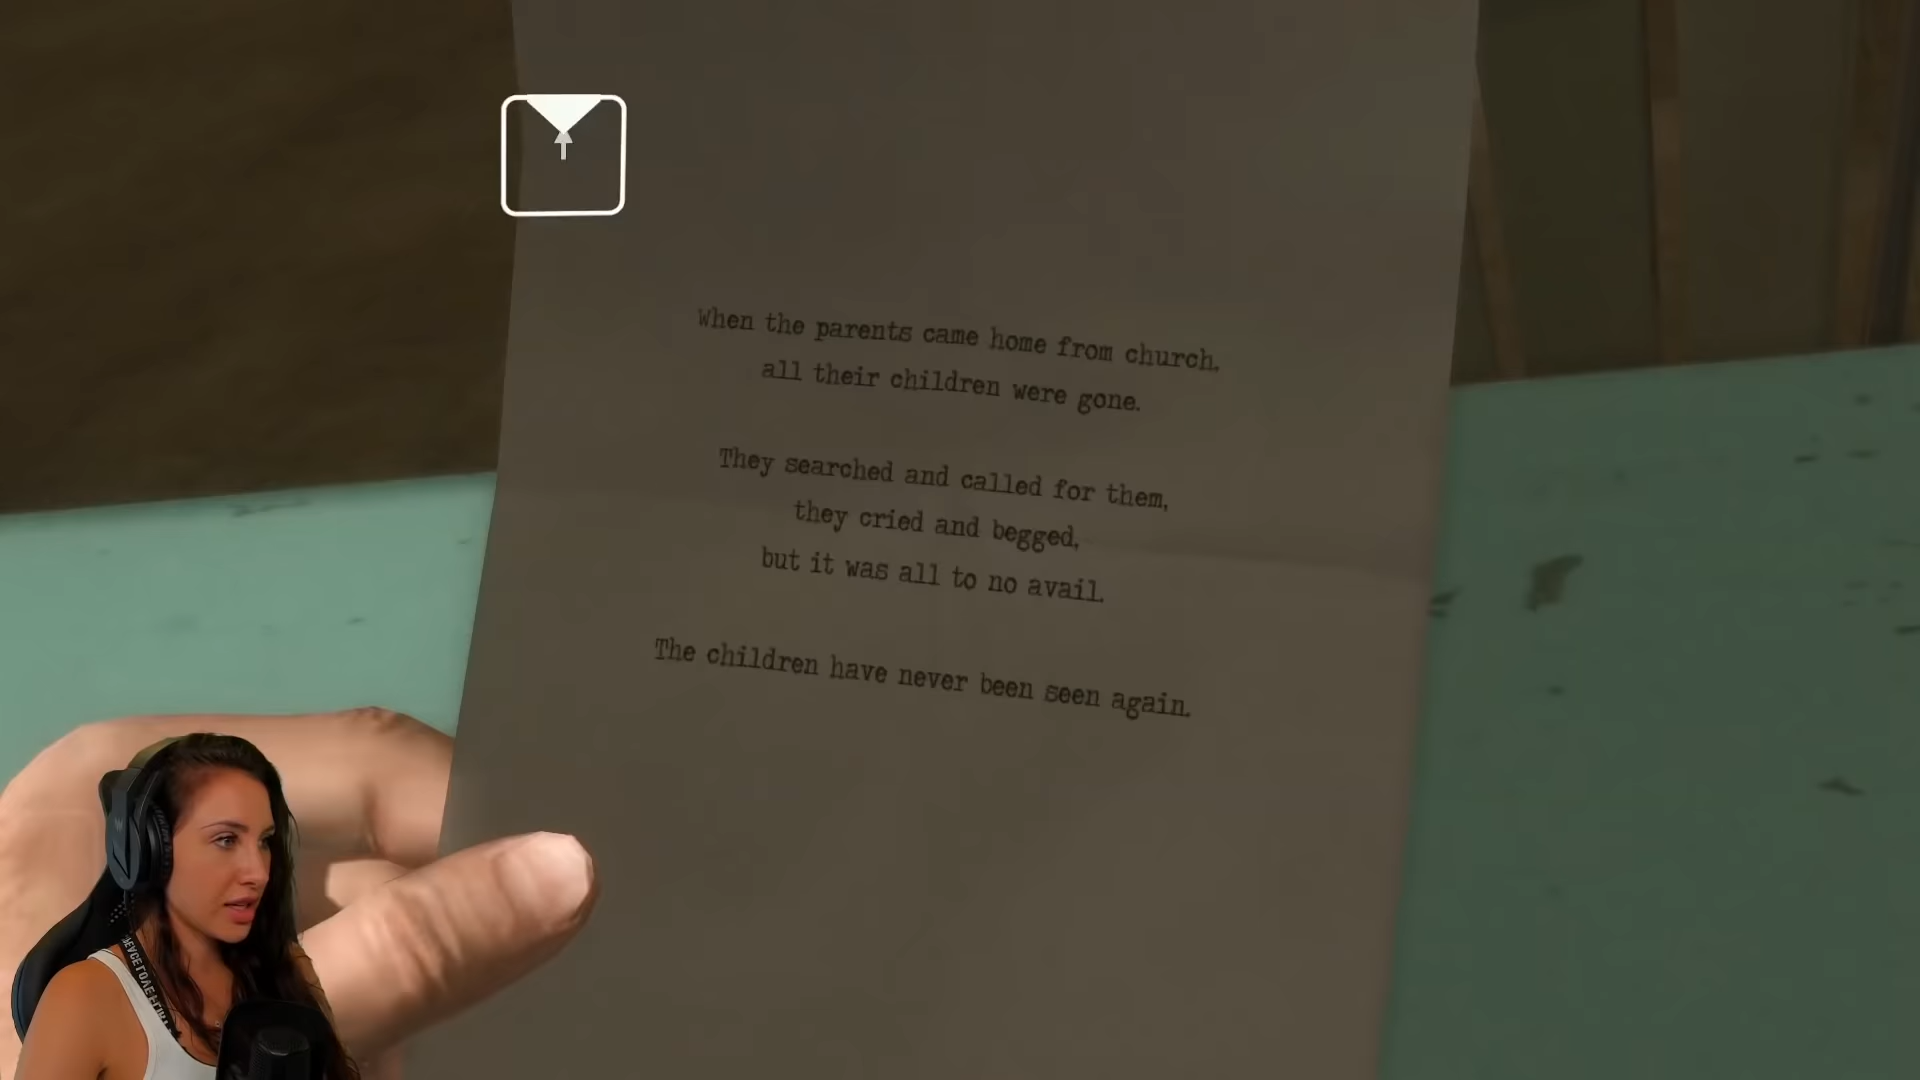 When the parents came home from church.
all their children were gone.
They searched and called for them,
they cried and begged,
but it was all to no avail.
The children have never been seen again.